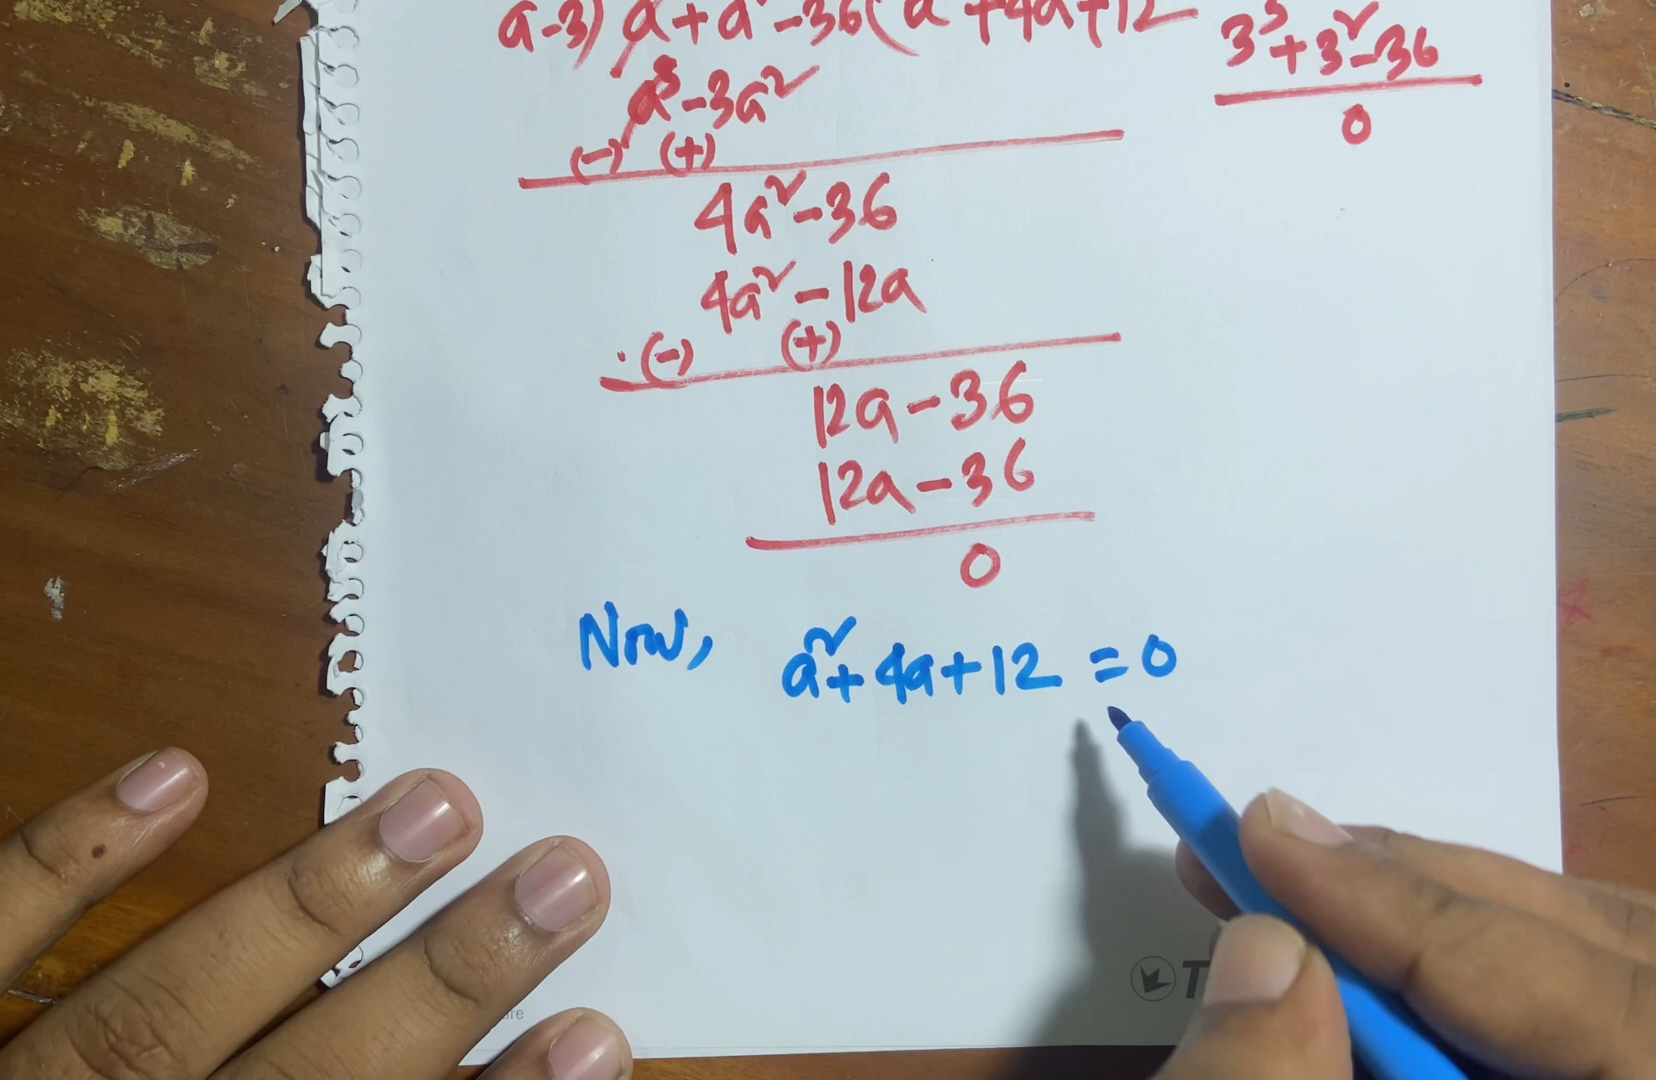 a-3) a³+a²-36(a²+4a+12
3³+3²-36
a³-3a²
0
(-) (+)
4a²-36
4a²-12a
(-) (+)
12a-36
12a-36
0
Now, a²+4a+12 = 0